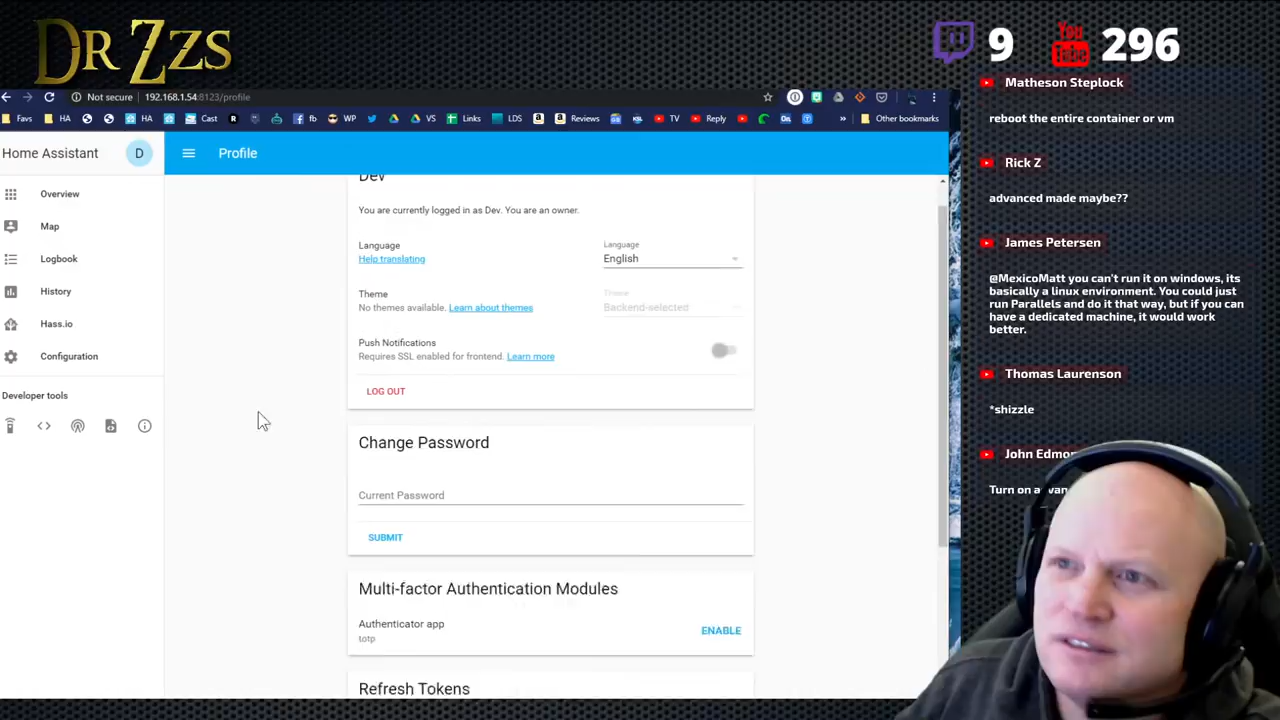 DR ZZS
9
You Tube 296
Not secure 192.168.1.54:8123/profile
Favs HA HA Cast R fb WP VS Links LDS Reviews KSL TV Reply » Other bookmarks
Home Assistant D
Profile
Overview
Map
Logbook
History
Hass.io
Configuration
Developer tools
Dev
You are currently logged in as Dev. You are an owner.
Language
Help translating
Language
English
Theme
No themes available. Learn about themes
Theme
Backend-selected
Push Notifications
Requires SSL enabled for frontend. Learn more
LOG OUT
Change Password
Current Password
SUBMIT
Multi-factor Authentication Modules
Authenticator app
totp
ENABLE
Refresh Tokens
Matheson Steplock
reboot the entire container or vm
Rick Z
advanced made maybe??
James Petersen
@MexicoMatt you can't run it on windows, its
basically a linux environment. You could just
run Parallels and do it that way, but if you can
have a dedicated machine, it would work
better.
Thomas Laurenson
*shizzle
John Edmo
Turn on a